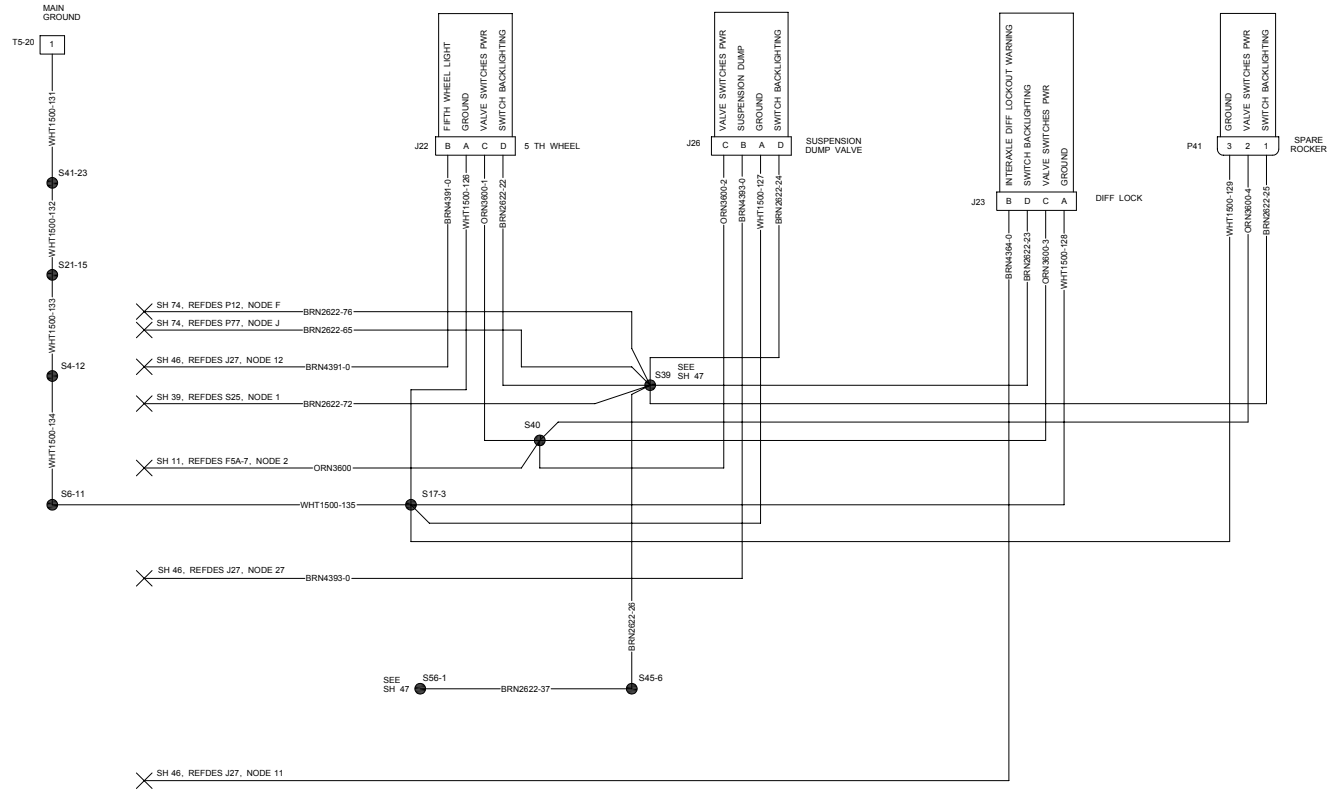 MAIN
GROUND
T5-20
1
WHT1500-131
S41-23
WHT1500-132
S21-15
WHT1500-133
S4-12
WHT1500-134
S6-11
FIFTH WHEEL LIGHT
GROUND
VALVE SWITCHES PWR
SWITCH BACKLIGHTING
J22 B A C D 5 TH WHEEL
BRN4391-0
WHT1500-126
ORN3600-1
BRN2622-22
VALVE SWITCHES PWR
SUSPENSION DUMP
GROUND
SWITCH BACKLIGHTING
J26 C B A D SUSPENSION
DUMP VALVE
ORN3600-2
BRN4393-0
WHT1500-127
BRN2622-24
INTERAXLE DIFF LOCKOUT WARNING
SWITCH BACKLIGHTING
VALVE SWITCHES PWR
GROUND
J23 B D C A DIFF LOCK
BRN4364-0
BRN2622-23
ORN3600-3
WHT1500-128
GROUND
VALVE SWITCHES PWR
SWITCH BACKLIGHTING
P41 3 2 1 SPARE
ROCKER
WHT1500-129
ORN3600-4
BRN2622-25
SH 74, REFDES P12, NODE F
BRN2622-76
SH 74, REFDES P77, NODE J
BRN2622-65
SH 46, REFDES J27, NODE 12
BRN4391-0
S39 SEE
SH 47
SH 39, REFDES S25, NODE 1
BRN2622-72
S40
SH 11, REFDES F5A-7, NODE 2
ORN3600
S17-3
WHT1500-135
SH 46, REFDES J27, NODE 27
BRN4393-0
BRN2622-26
SEE
SH 47
S56-1
BRN2622-37
S45-6
SH 46, REFDES J27, NODE 11